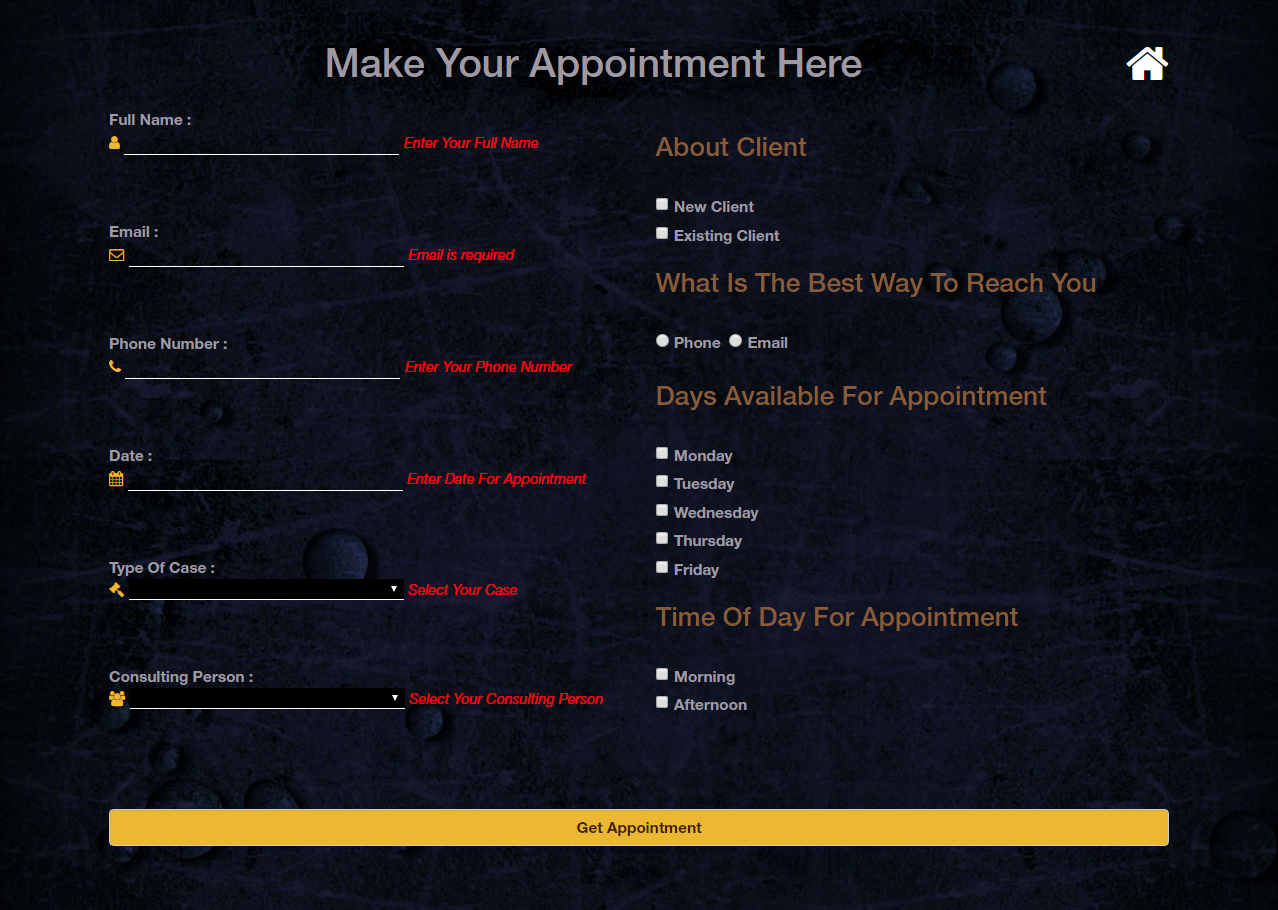 Make Your Appointment Here
Full Name :
Enter Your Full Name
Email :
Email is required
Phone Number :
Enter Your Phone Number
Date :
Enter Date For Appointment
Type Of Case :
Select Your Case
Consulting Person :
Select Your Consulting Person
About Client
New Client
Existing Client
What Is The Best Way To Reach You
Phone Email
Days Available For Appointment
Monday
Tuesday
Wednesday
Thursday
Friday
Time Of Day For Appointment
Morning
Afternoon
Get Appointment